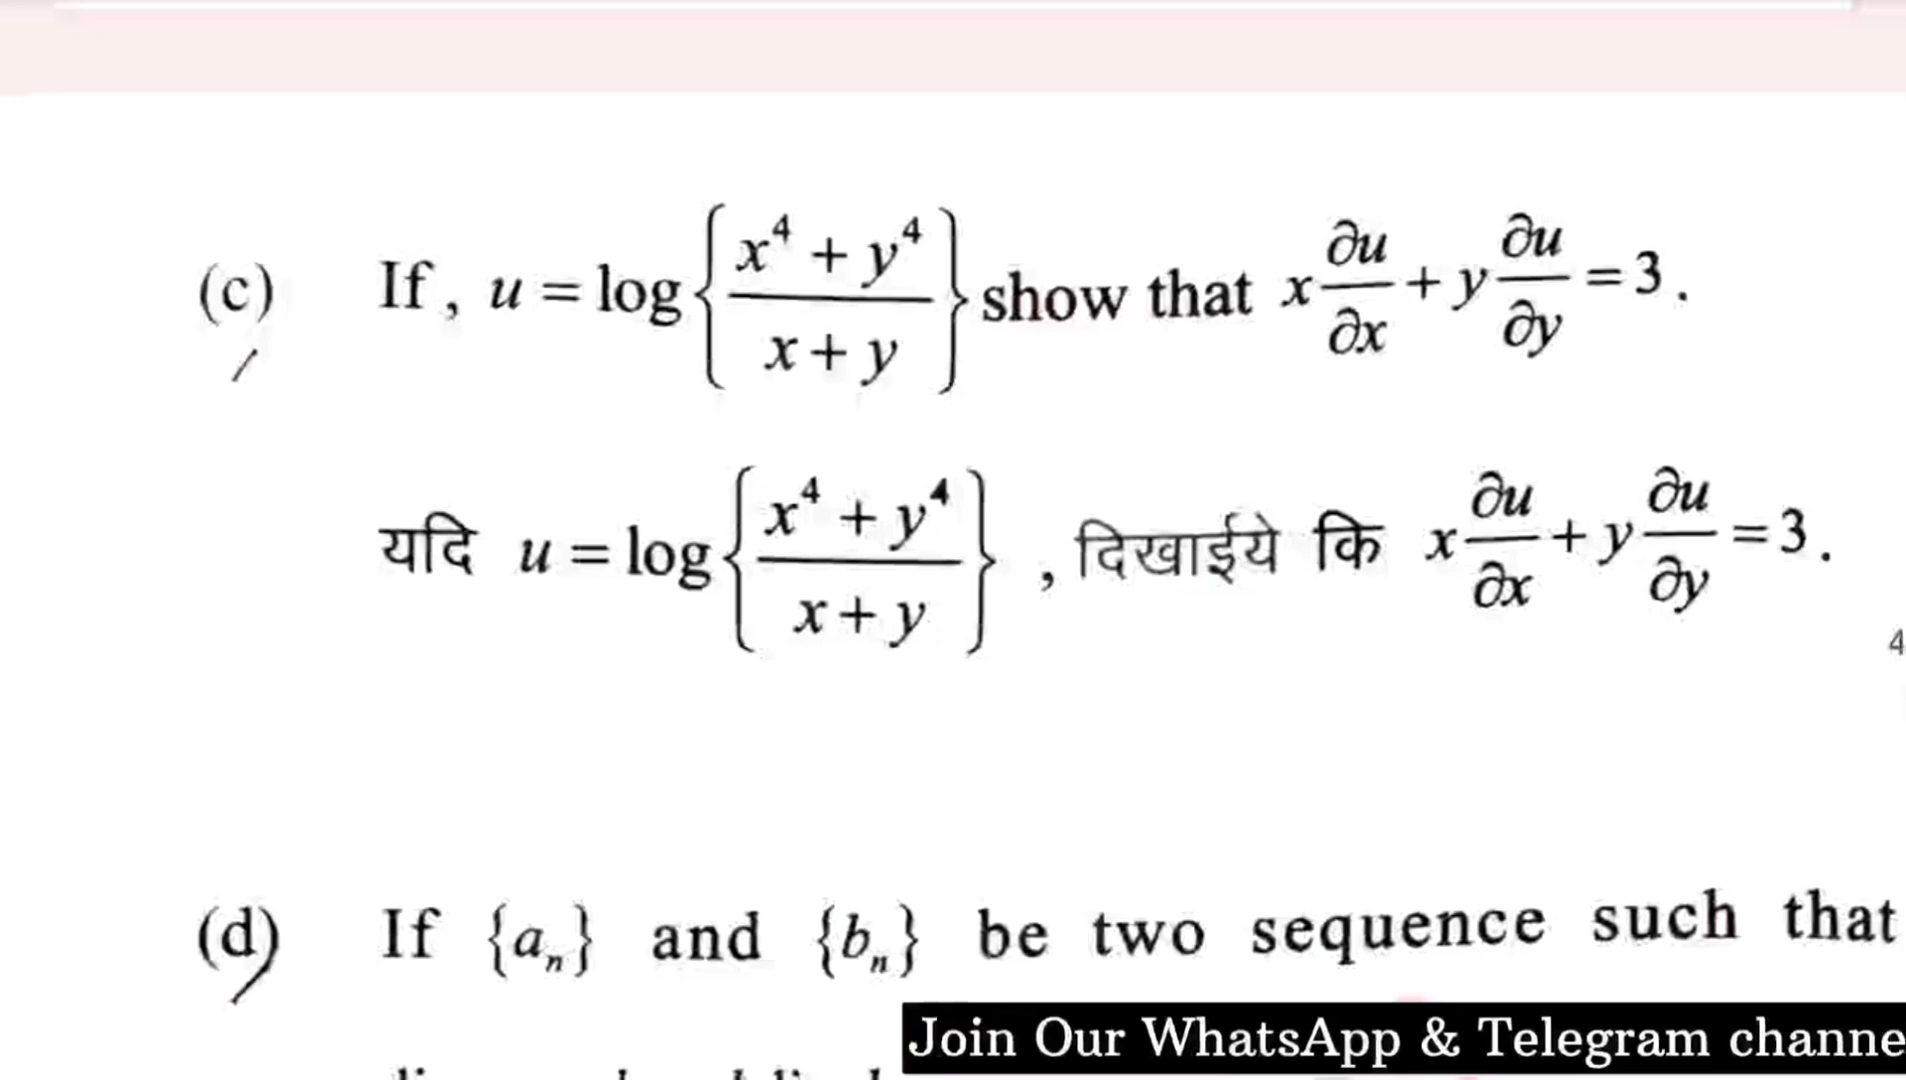 (c) If, u = log{(x⁴ + y⁴)/(x + y)} show that x ∂u/∂x + y ∂u/∂y = 3.
यदि u = log{(x⁴ + y⁴)/(x + y)}, दिखाईये कि x ∂u/∂x + y ∂u/∂y = 3.
4
(d) If {aₙ} and {bₙ} be two sequence such that
Join Our WhatsApp & Telegram channe